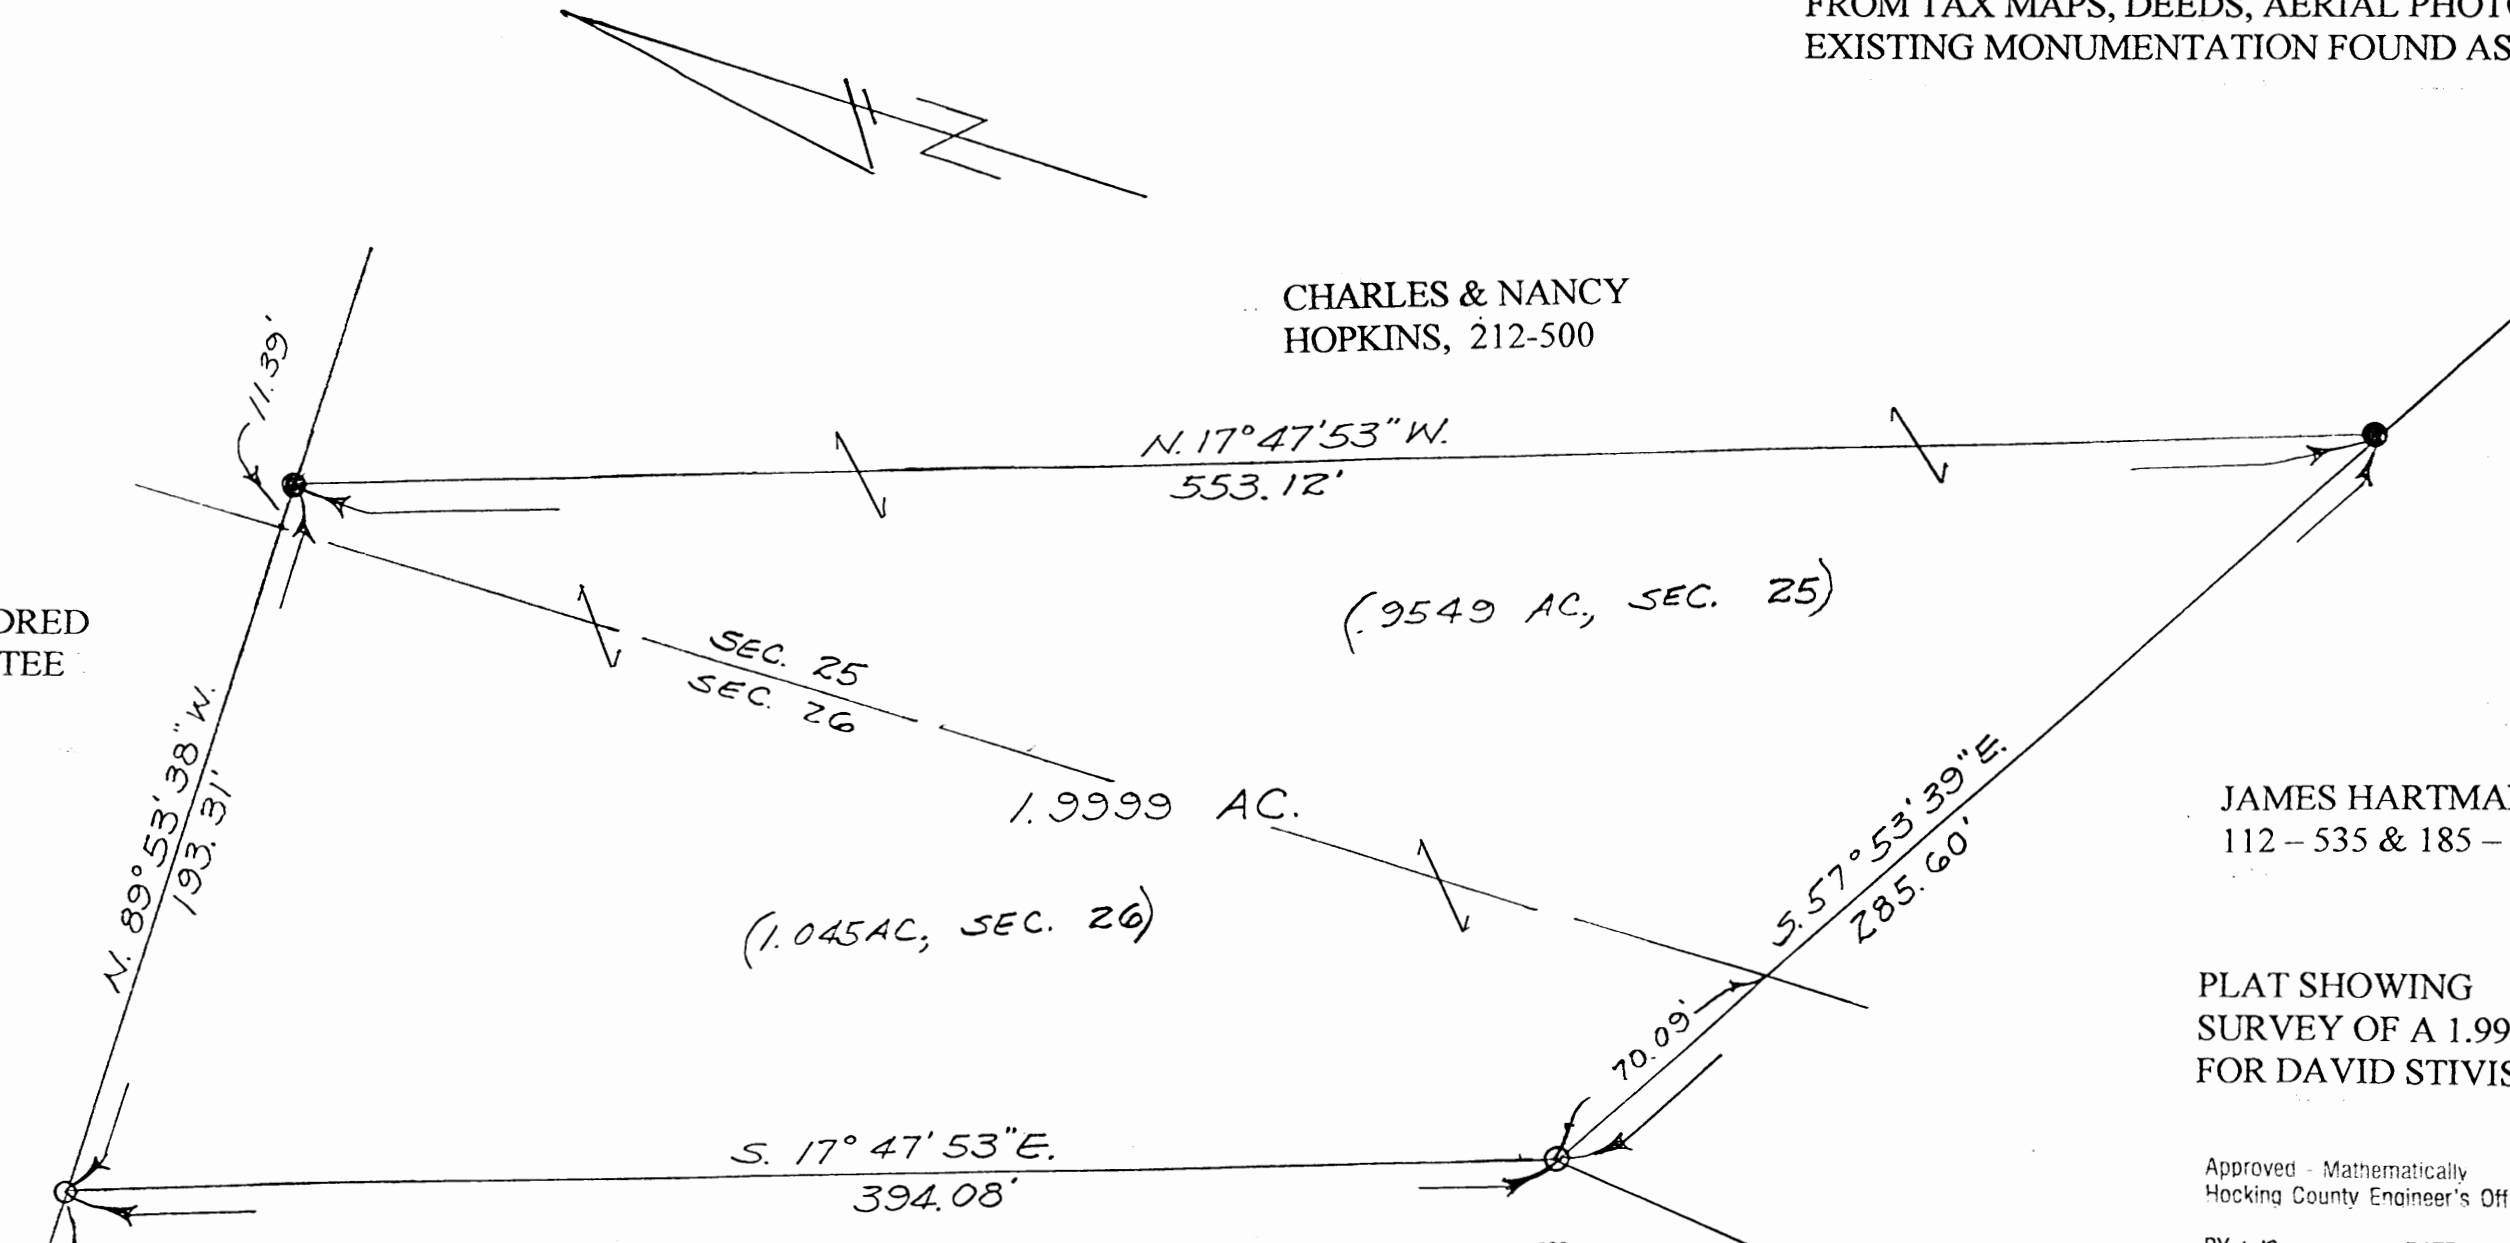 FROM TAX MAPS, DEEDS, AERIAL PHOTO
EXISTING MONUMENTATION FOUND AS
N
CHARLES & NANCY
HOPKINS, 212-500
11.39'
N. 17° 47' 53" W.
553.12'
(.9549 AC., SEC. 25)
DRED
TEE
SEC. 25
SEC. 26
N. 89° 53' 38" W.
193.31'
1.9999 AC.
S. 57° 53' 39" E.
285.60'
JAMES HARTMA
112 – 535 & 185 –
(1.045 AC, SEC. 26)
70.09'
PLAT SHOWING
SURVEY OF A 1.99
FOR DAVID STIVIS
S. 17° 47' 53" E.
394.08'
Approved - Mathematically
Hocking County Engineer's Off